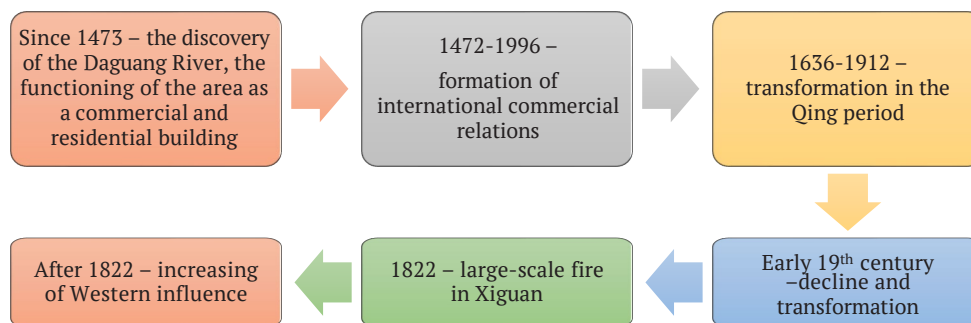 Since 1473 – the discovery
of the Daguang River, the
functioning of the area as
a commercial and
residential building
1472-1996 –
formation of
international commercial
relations
1636-1912 –
transformation in the
Qing period
Early 19th century
–decline and
transformation
1822 – large-scale fire
in Xiguan
After 1822 – increasing
of Western influence